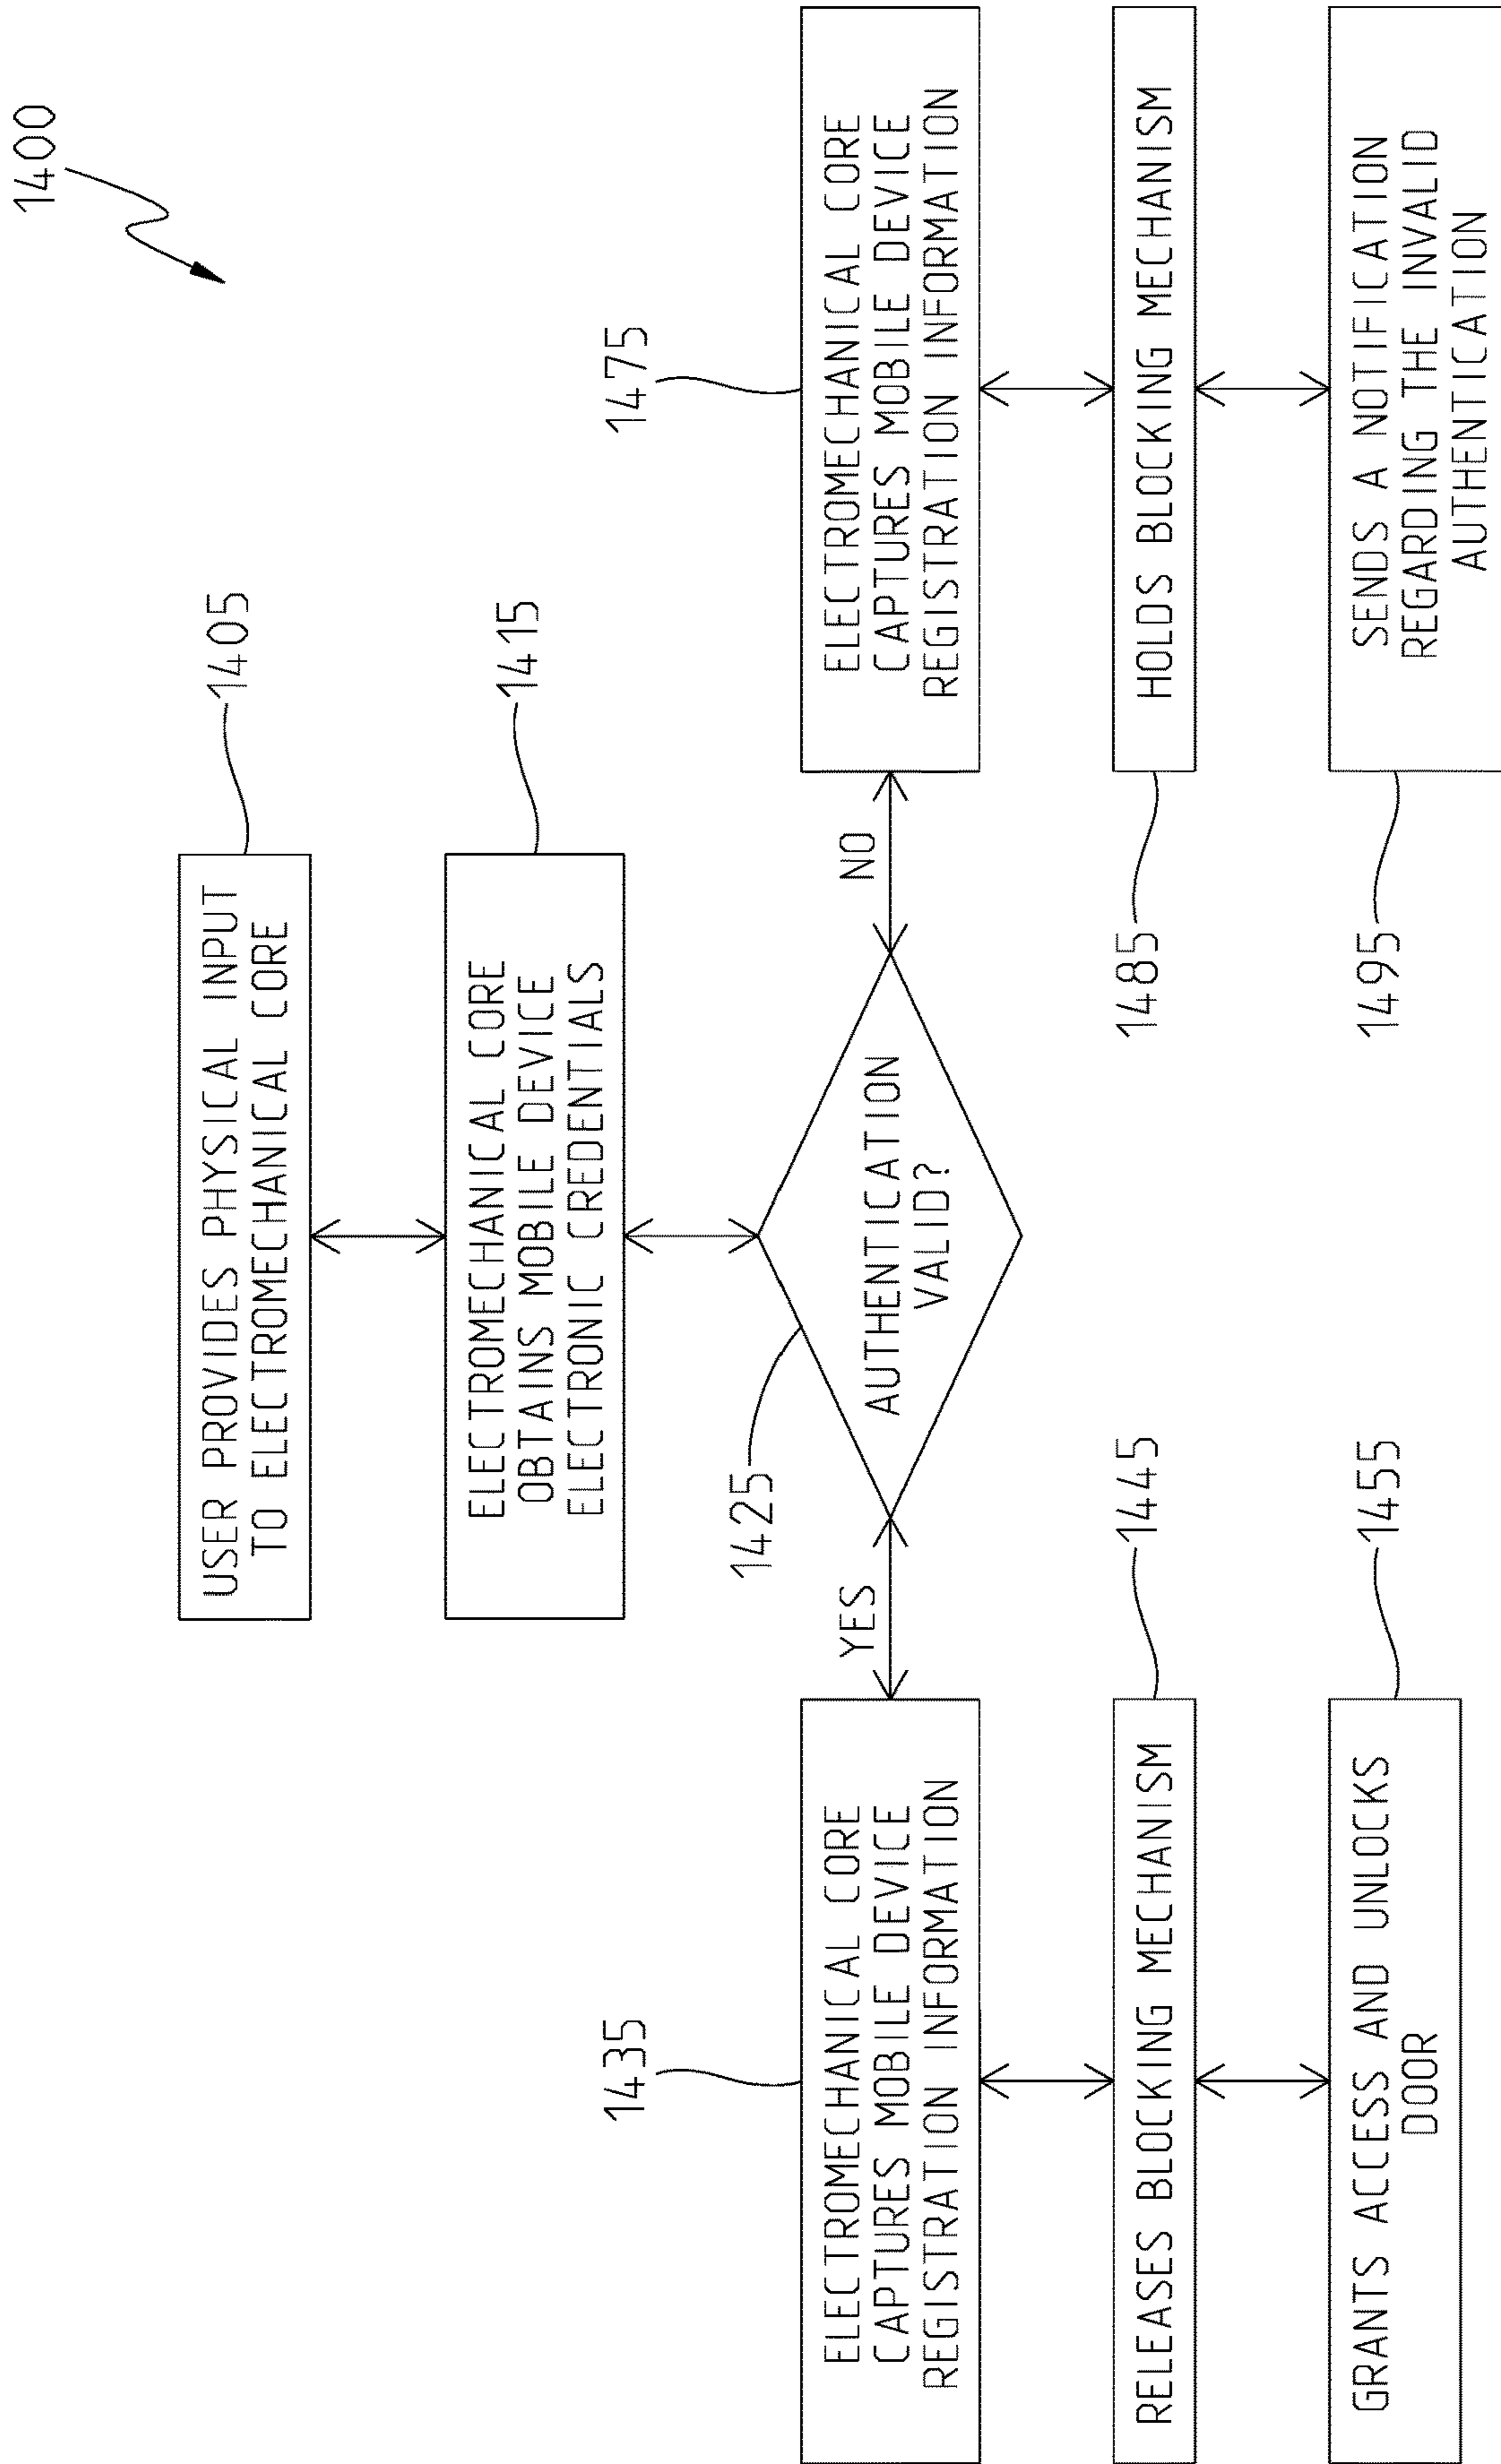 1400
USER PROVIDES PHYSICAL INPUT
TO ELECTROMECHANICAL CORE
1405
ELECTROMECHANICAL CORE
OBTAINS MOBILE DEVICE
ELECTRONIC CREDENTIALS
1415
1425
AUTHENTICATION
VALID?
YES
NO
1435
ELECTROMECHANICAL CORE
CAPTURES MOBILE DEVICE
REGISTRATION INFORMATION
RELEASES BLOCKING MECHANISM
1445
GRANTS ACCESS AND UNLOCKS
DOOR
1455
1475
ELECTROMECHANICAL CORE
CAPTURES MOBILE DEVICE
REGISTRATION INFORMATION
1485
HOLDS BLOCKING MECHANISM
1495
SENDS A NOTIFICATION
REGARDING THE INVALID
AUTHENTICATION